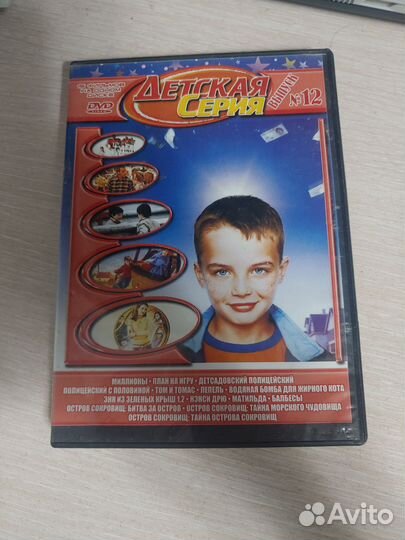 DVD
ДЕТСКАЯ
СЕРИЯ
ВЫПУСК
№12
МИЛЛИОНЫ • ПЛАН НА ИГРУ • ДЕТСАДОВСКИЙ ПОЛИЦЕЙСКИЙ
ПОЛИЦЕЙСКИЙ С ПОЛОВИНОЙ • ТОМ И ТОМАС • ПЕПЕЛЬ • ВОДЯНАЯ БОМБА ДЛЯ ЖИРНОГО КОТА
ЭНН ИЗ ЗЕЛЕНЫХ КРЫШ 1,2 • НЭНСИ ДРЮ • МАТИЛЬДА • БАЛБЕСЫ
ОСТРОВ СОКРОВИЩ: БИТВА ЗА ОСТРОВ • ОСТРОВ СОКРОВИЩ: ТАЙНА МОРСКОГО ЧУДОВИЩА
ОСТРОВ СОКРОВИЩ: ТАЙНА ОСТРОВА СОКРОВИЩ
Avito